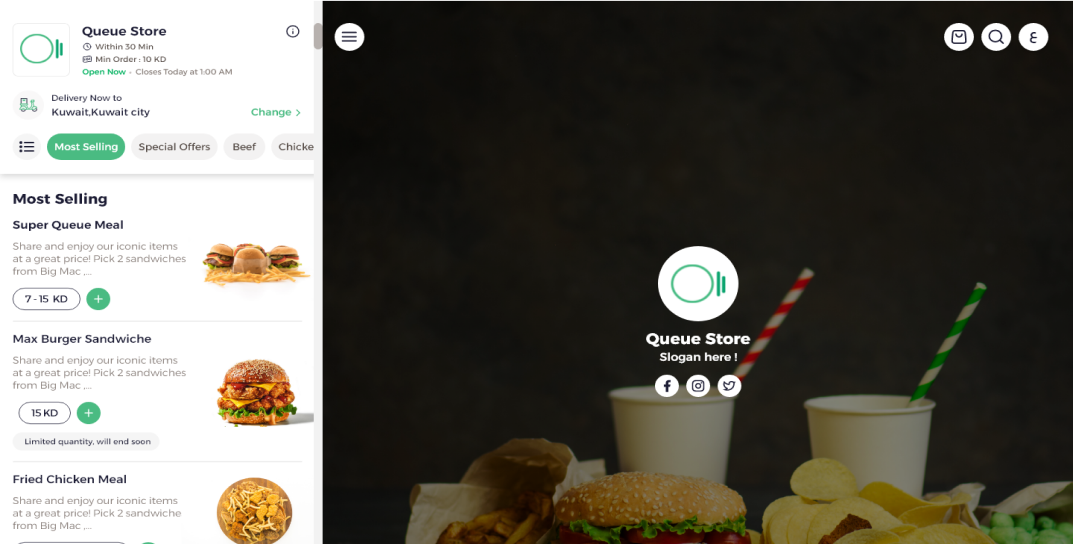 Queue Store
Within 30 Min
Min Order : 10 KD
Open Now - Closes Today at 1:00 AM
Delivery Now to
Kuwait,Kuwait city
Change >
Most Selling
Special Offers
Beef
Chicke
Most Selling
Super Queue Meal
Share and enjoy our iconic items
at a great price! Pick 2 sandwiches
from Big Mac ,...
7 - 15 KD
+
Max Burger Sandwiche
Share and enjoy our iconic items
at a great price! Pick 2 sandwiches
from Big Mac ,...
15 KD
+
Limited quantity, will end soon
Fried Chicken Meal
Share and enjoy our iconic items
at a great price! Pick 2 sandwiche
from Big Mac ,...
ع
Queue Store
Slogan here !